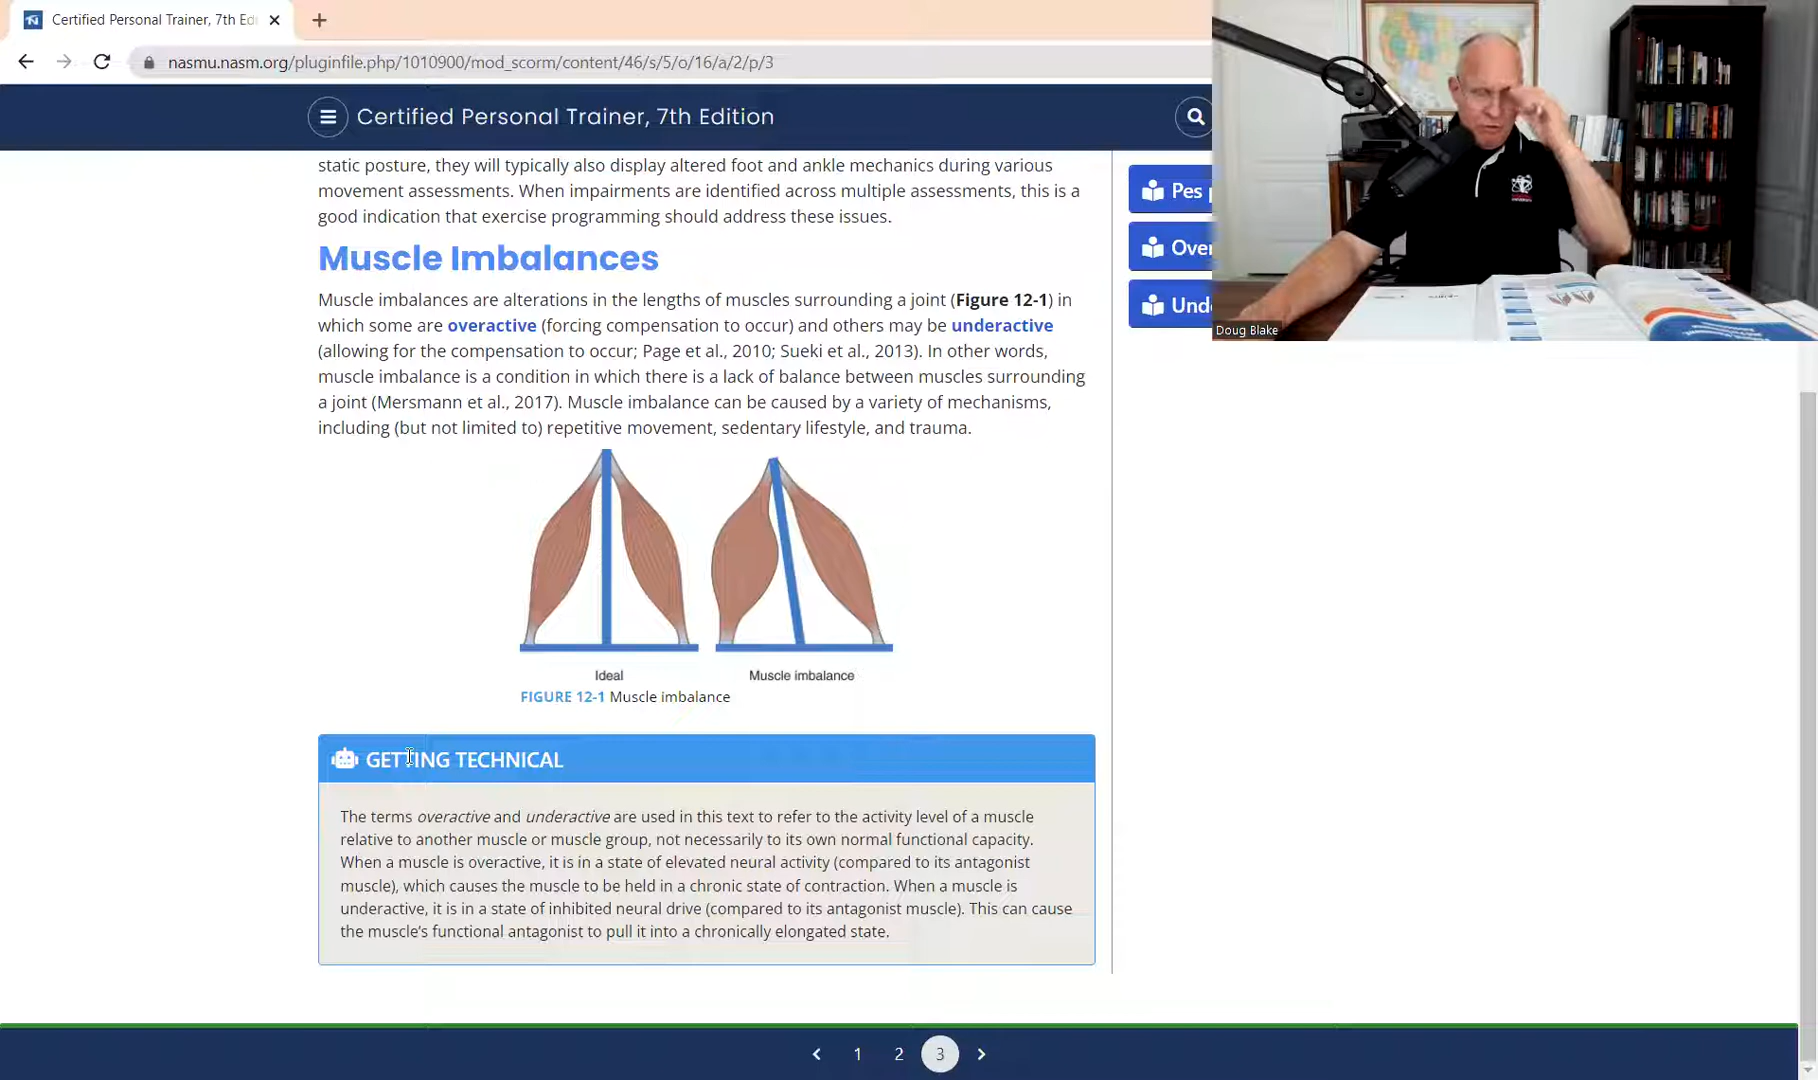 Certified Personal Trainer, 7th Ed
nasmu.nasm.org/pluginfile.php/1010900/mod_scorm/content/46/s/5/o/16/a/2/p/3
Certified Personal Trainer, 7th Edition
static posture, they will typically also display altered foot and ankle mechanics during various
movement assessments. When impairments are identified across multiple assessments, this is a
good indication that exercise programming should address these issues.
Muscle Imbalances
Muscle imbalances are alterations in the lengths of muscles surrounding a joint (Figure 12-1) in
which some are overactive (forcing compensation to occur) and others may be underactive
(allowing for the compensation to occur; Page et al., 2010; Sueki et al., 2013). In other words,
muscle imbalance is a condition in which there is a lack of balance between muscles surrounding
a joint (Mersmann et al., 2017). Muscle imbalance can be caused by a variety of mechanisms,
including (but not limited to) repetitive movement, sedentary lifestyle, and trauma.
Ideal
Muscle imbalance
FIGURE 12-1 Muscle imbalance
GETTING TECHNICAL
The terms overactive and underactive are used in this text to refer to the activity level of a muscle
relative to another muscle or muscle group, not necessarily to its own normal functional capacity.
When a muscle is overactive, it is in a state of elevated neural activity (compared to its antagonist
muscle), which causes the muscle to be held in a chronic state of contraction. When a muscle is
underactive, it is in a state of inhibited neural drive (compared to its antagonist muscle). This can cause
the muscle's functional antagonist to pull it into a chronically elongated state.
Pes
Over
Und
Doug Blake
1
2
3